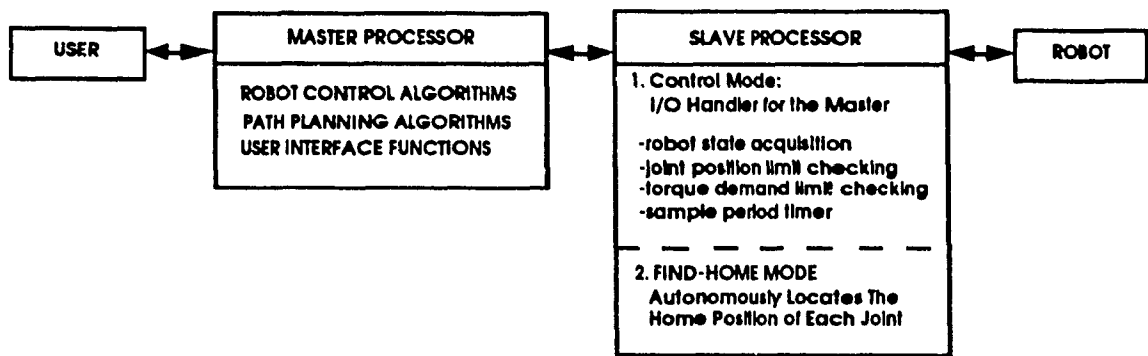 USER
MASTER PROCESSOR
ROBOT CONTROL ALGORITHMS
PATH PLANNING ALGORITHMS
USER INTERFACE FUNCTIONS
SLAVE PROCESSOR
1. Control Mode:
I/O Handler for the Master
-robot state acquisition
-joint position limit checking
-torque demand limit checking
-sample period timer
2. FIND-HOME MODE
Autonomously Locates The
Home Position of Each Joint
ROBOT